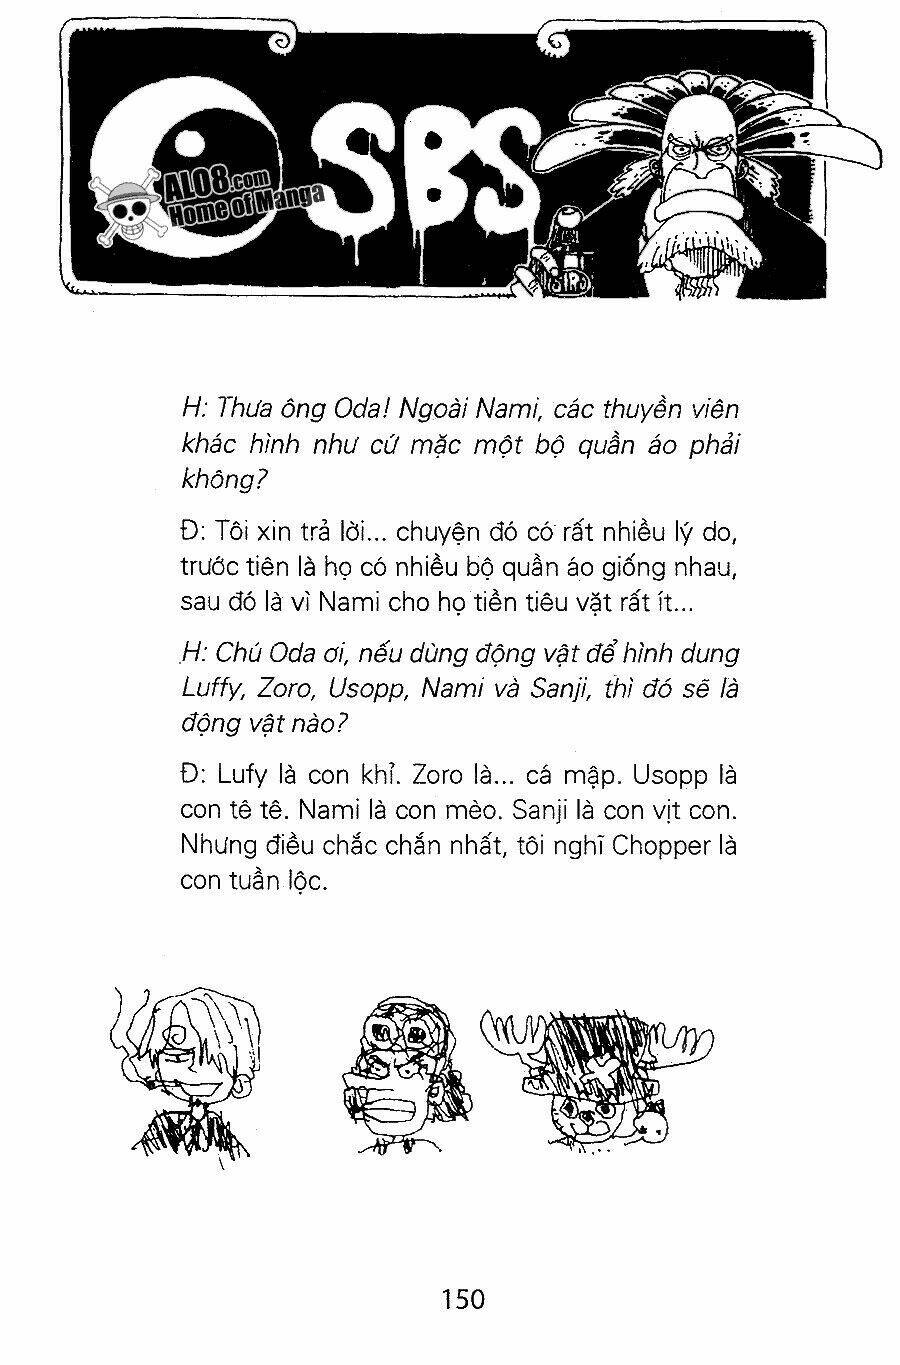 SBS
ALO8.com
Home of Manga
H: Thưa ông Oda! Ngoài Nami, các thuyền viên
khác hình như cứ mặc một bộ quần áo phải
không?
Đ: Tôi xin trả lời... chuyện đó có rất nhiều lý do,
trước tiên là họ có nhiều bộ quần áo giống nhau,
sau đó là vì Nami cho họ tiền tiêu vặt rất ít...
H: Chú Oda ơi, nếu dùng động vật để hình dung
Luffy, Zoro, Usopp, Nami và Sanji, thì đó sẽ là
động vật nào?
Đ: Lufy là con khỉ. Zoro là... cá mập. Usopp là
con tê tê. Nami là con mèo. Sanji là con vịt con.
Nhưng điều chắc chắn nhất, tôi nghĩ Chopper là
con tuần lộc.
150